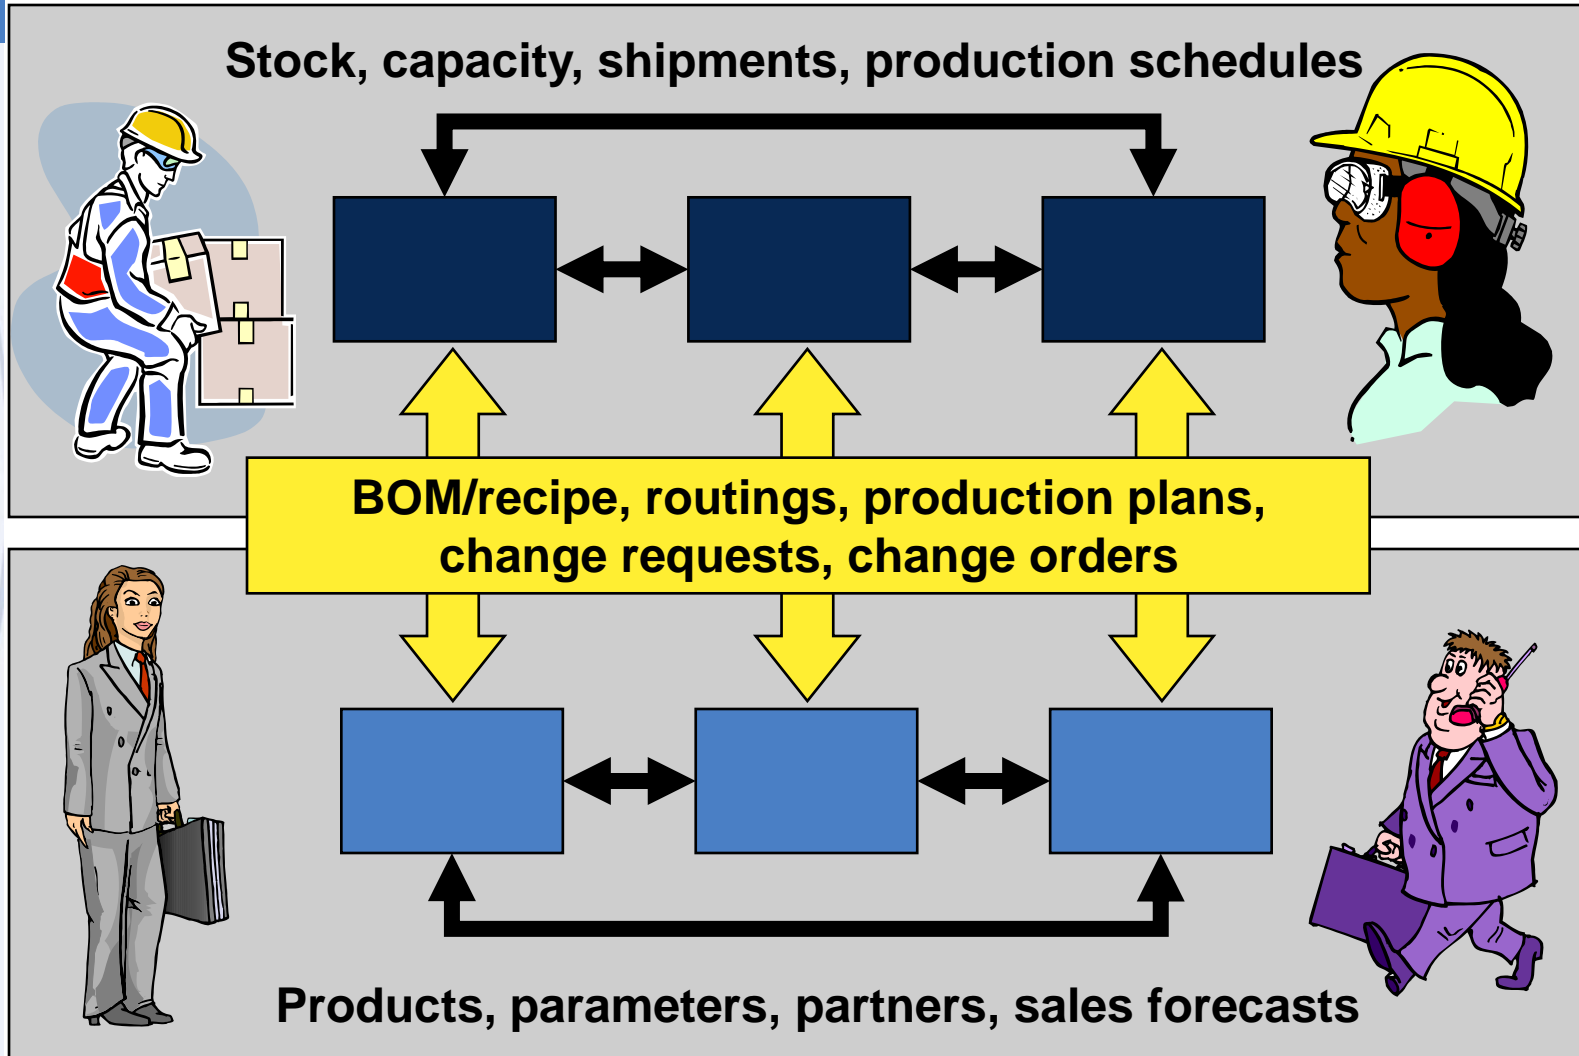 Stock, capacity, shipments, production schedules
BOM/recipe, routings, production plans,
change requests, change orders
Products, parameters, partners, sales forecasts